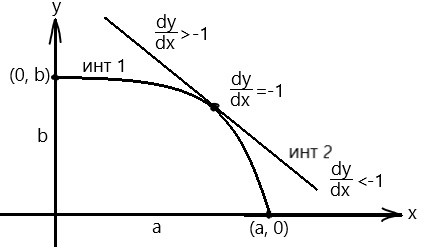 y
dy/dx >-1
(0, b)
инт 1
dy/dx =-1
b
инт 2
dy/dx <-1
x
a
(a, 0)